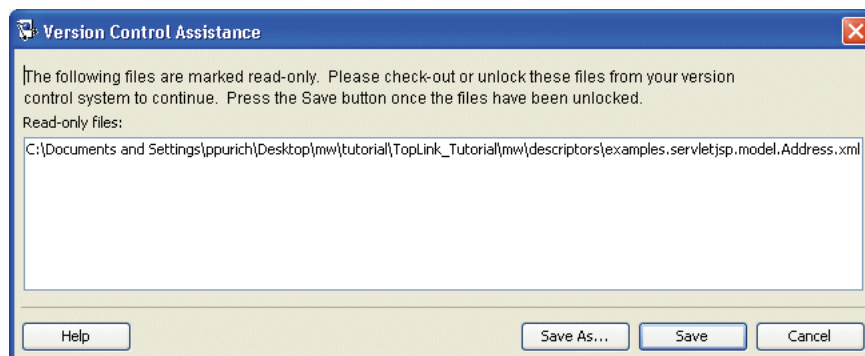 Version Control Assistance
The following files are marked read-only. Please check-out or unlock these files from your version
control system to continue. Press the Save button once the files have been unlocked.
Read-only files:
C:\Documents and Settings\ppurich\Desktop\mw\tutorial\TopLink_Tutorial\mw\descriptors\examples.servletjsp.model.Address.xml
Help
Save As...
Save
Cancel